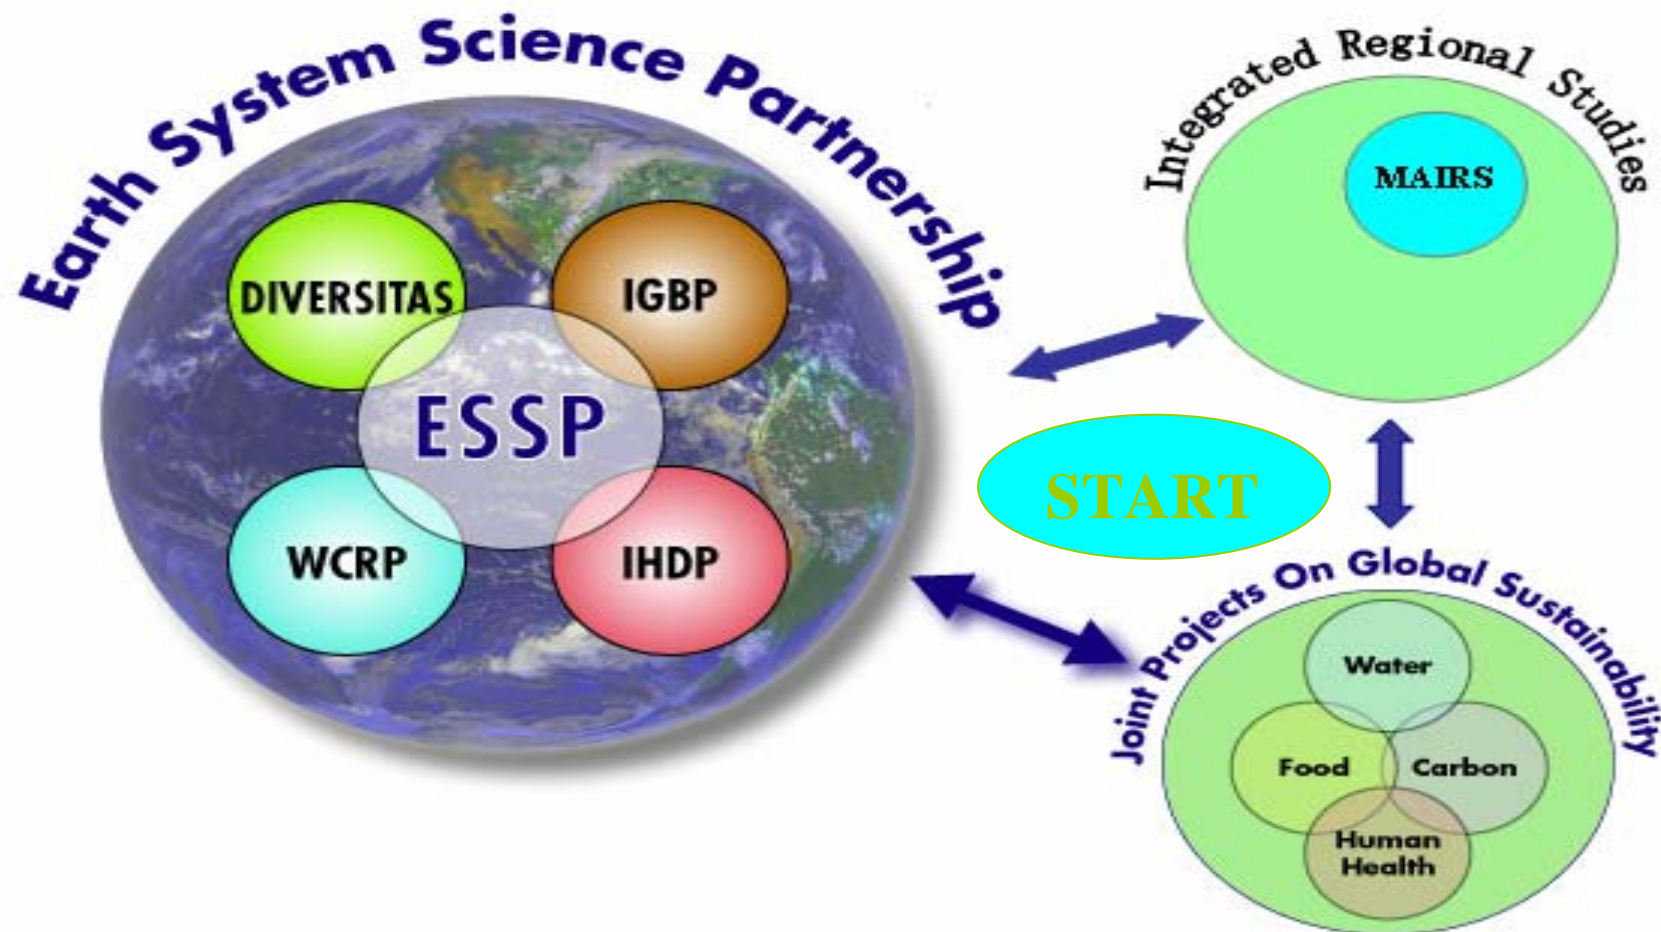 Earth System Science Partnership
DIVERSITAS
IGBP
ESSP
WCRP
IHDP
Integrated Regional Studies
MAIRS
START
Joint Projects On Global Sustainability
Water
Food
Carbon
Human
Health